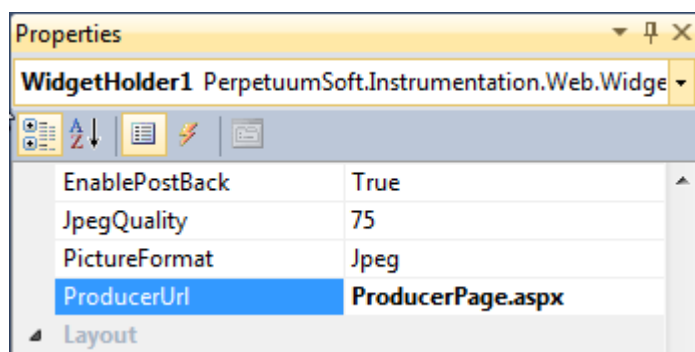 Properties
WidgetHolder1 PerpetuumSoft.Instrumentation.Web.Widge
A Z
EnablePostBack True
JpegQuality 75
PictureFormat Jpeg
ProducerUrl ProducerPage.aspx
Layout